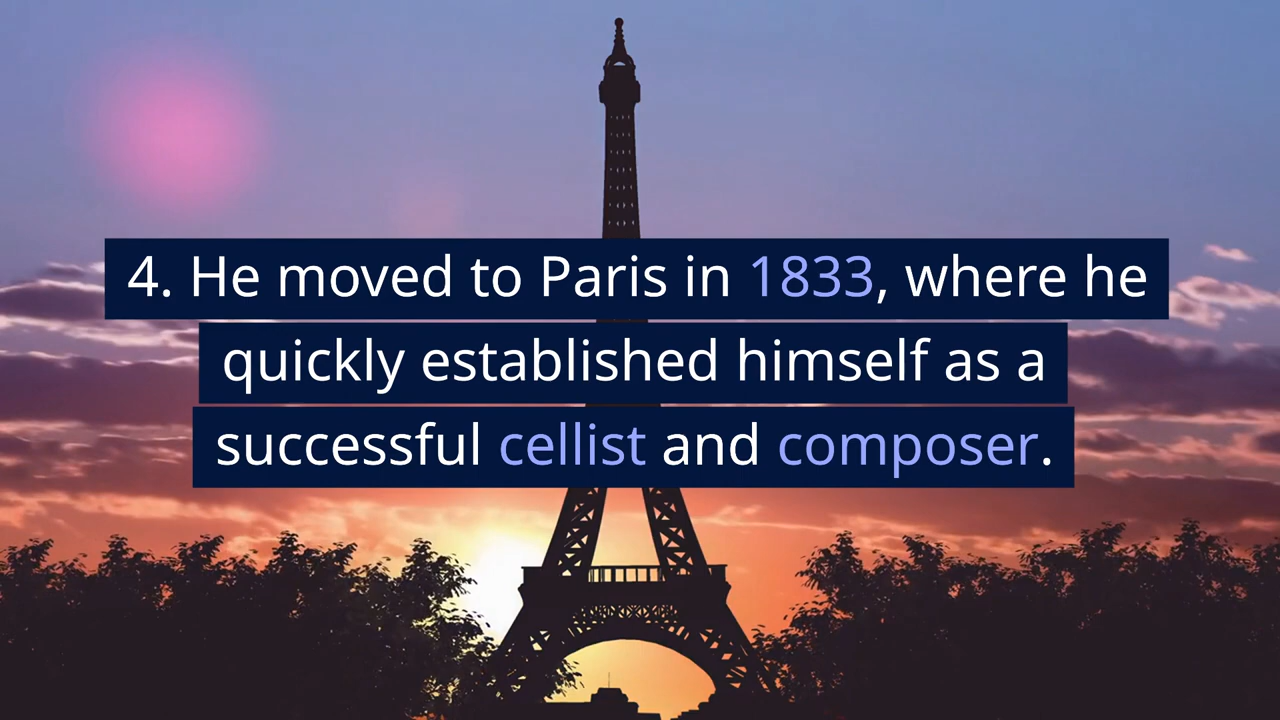 4. He moved to Paris in 1833, where he
quickly established himself as a
successful cellist and composer.